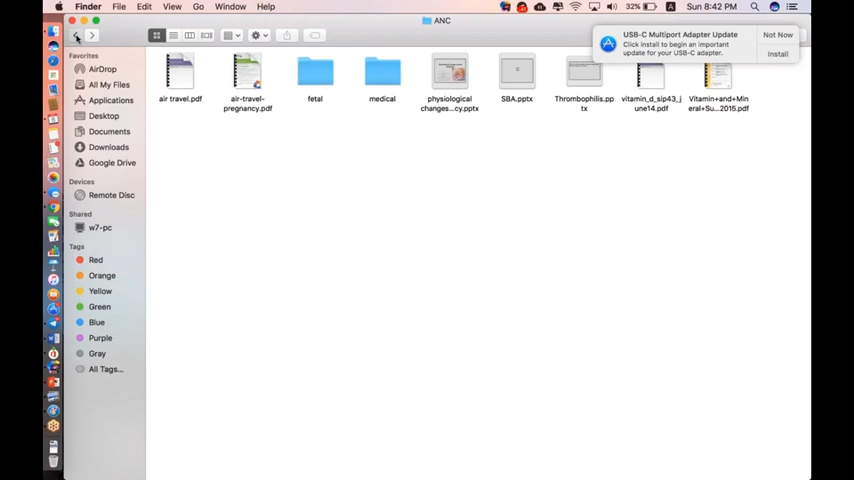 Finder File Edit View Go Window Help
32% Sun 8:42 PM
ANC
USB-C Multiport Adapter Update
Click install to begin an important
update for your USB-C adapter.
Not Now
Install
Favorites
AirDrop
All My Files
Applications
Desktop
Documents
Downloads
Google Drive
Devices
Remote Disc
Shared
w7-pc
Tags
Red
Orange
Yellow
Green
Blue
Purple
Gray
All Tags...
air travel.pdf
air-travel-
pregnancy.pdf
fetal
medical
physiological
changes...cy.pptx
SBA.pptx
Thrombophilis.pp
tx
vitamin_d_sip43_j
une14.pdf
Vitamin+and+Min
eral+Su...2015.pdf